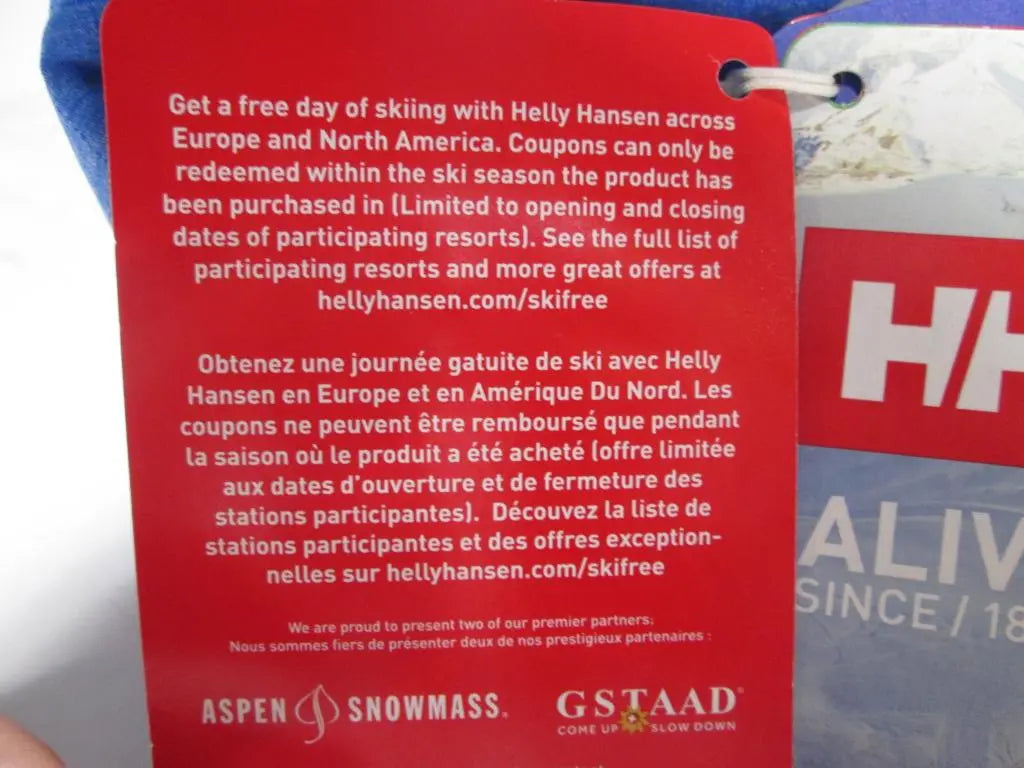 Get a free day of skiing with Helly Hansen across
Europe and North America. Coupons can only be
redeemed within the ski season the product has
been purchased in (Limited to opening and closing
dates of participating resorts). See the full list of
participating resorts and more great offers at
hellyhansen.com/skifree
Obtenez une journée gatuite de ski avec Helly
Hansen en Europe et en Amérique Du Nord. Les
coupons ne peuvent être remboursé que pendant
la saison où le produit a été acheté (offre limitée
aux dates d'ouverture et de fermeture des
stations participantes). Découvez la liste de
stations participantes et des offres exception-
nelles sur hellyhansen.com/skifree
We are proud to present two of our premier partners:
Nous sommes fiers de présenter deux de nos prestigieux partenaires :
ASPEN SNOWMASS.
GSTAAD
COME UP SLOW DOWN
H/H
ALIV
SINCE / 18